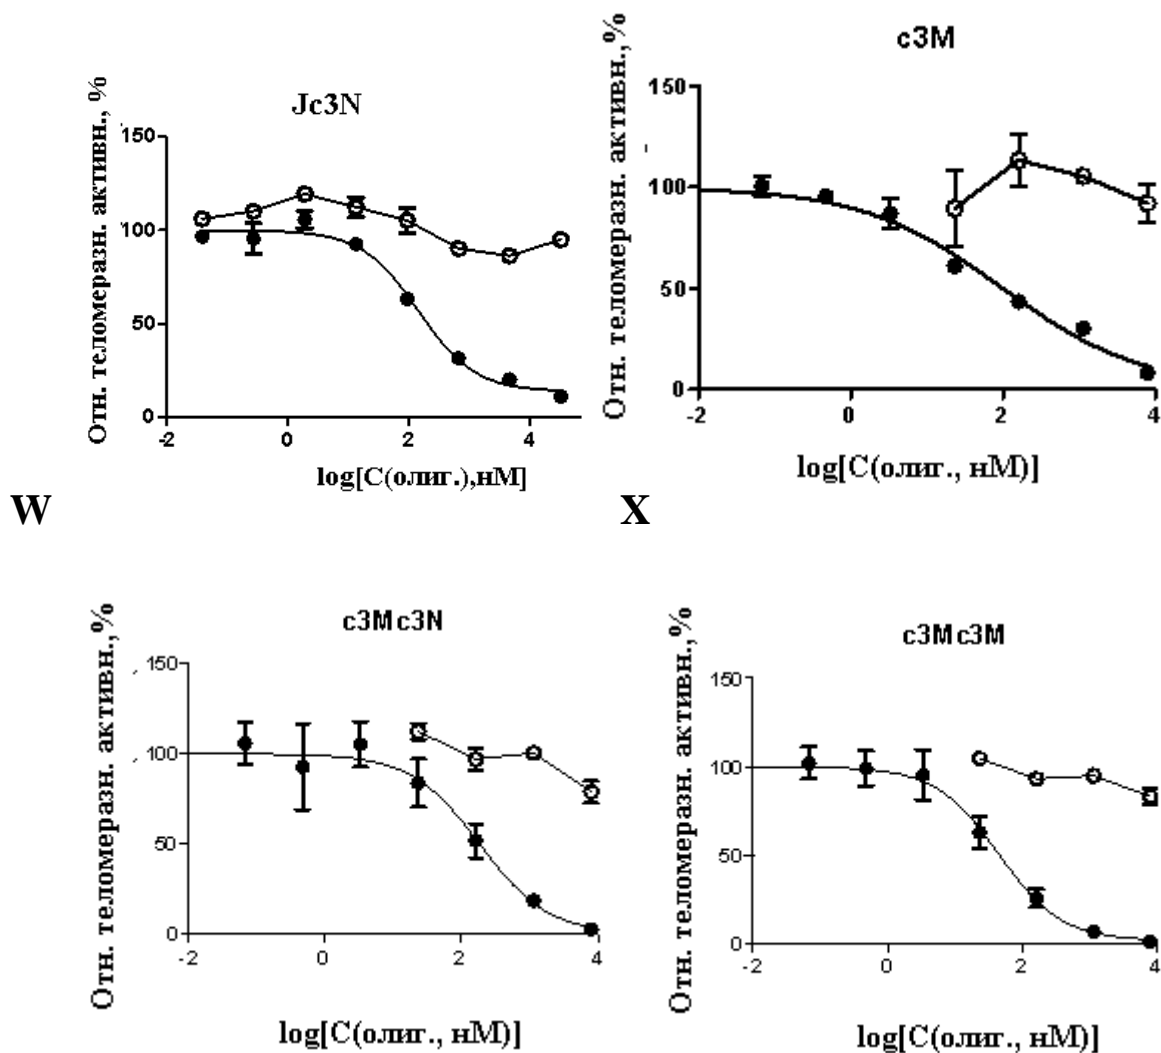 Jc3N
Отн. теломеразн. активн., %
150
100
50
0
-2
0
2
4
log[C(олиг.),нМ]
W
c3M
Отн. теломеразн. активн.,%
150
100
50
0
-2
0
2
4
log[C(олиг., нМ)]
X
c3Mc3N
Отн. теломеразн. активн.,%
150
100
50
0
-2
0
2
4
log[C(олиг., нМ)]
c3Mc3M
Отн. теломеразн. активн.,%
150
100
50
0
-2
0
2
4
log[C(олиг., нМ)]